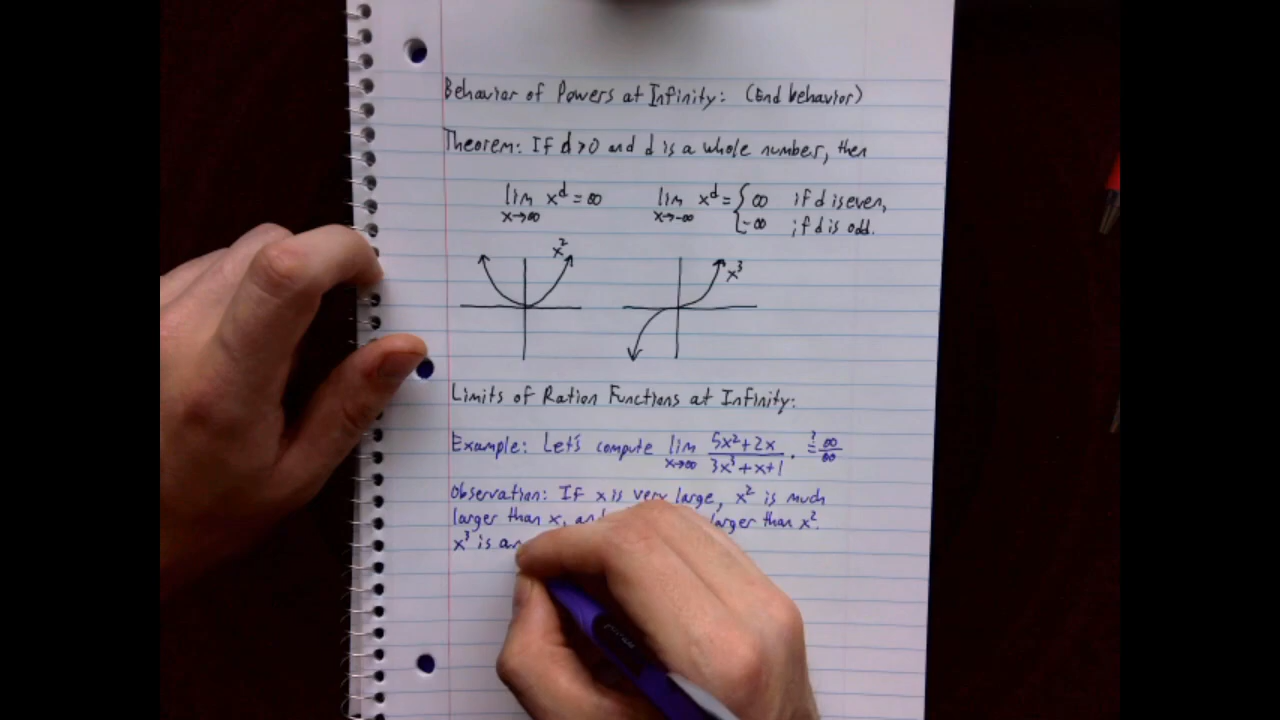 Behavior of Powers at Infinity: (End behavior)
Theorem: If d>0 and d is a whole number, then
lim x→∞ x^d = ∞ lim x→-∞ x^d = { ∞ if d is even, -∞ if d is odd.
x² x³
Limits of Ration Functions at Infinity:
Example: Let's compute lim x→∞ (5x²+2x)/(3x³+x+1). ?= ∞/∞
Observation: If x is very large, x² is much
larger than x, and larger than x².
x³ is